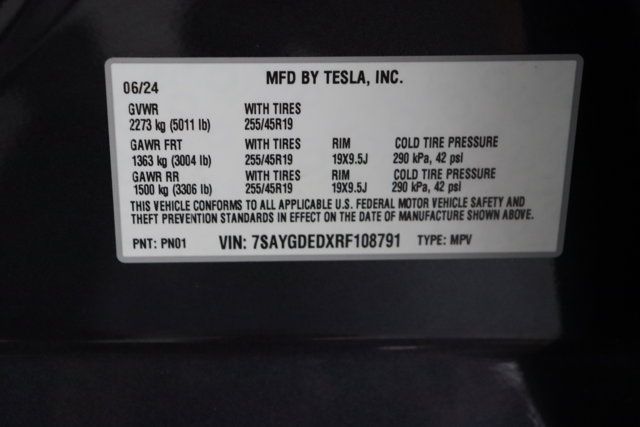 MFD BY TESLA, INC.
06/24
GVWR WITH TIRES
2273 kg (5011 lb) 255/45R19
GAWR FRT WITH TIRES RIM COLD TIRE PRESSURE
1363 kg (3004 lb) 255/45R19 19X9.5J 290 kPa, 42 psi
GAWR RR WITH TIRES RIM COLD TIRE PRESSURE
1500 kg (3306 lb) 255/45R19 19X9.5J 290 kPa, 42 psi
THIS VEHICLE CONFORMS TO ALL APPLICABLE U.S. FEDERAL MOTOR VEHICLE SAFETY AND
THEFT PREVENTION STANDARDS IN EFFECT ON THE DATE OF MANUFACTURE SHOWN ABOVE.
PNT: PN01 VIN: 7SAYGDEDXRF108791 TYPE: MPV